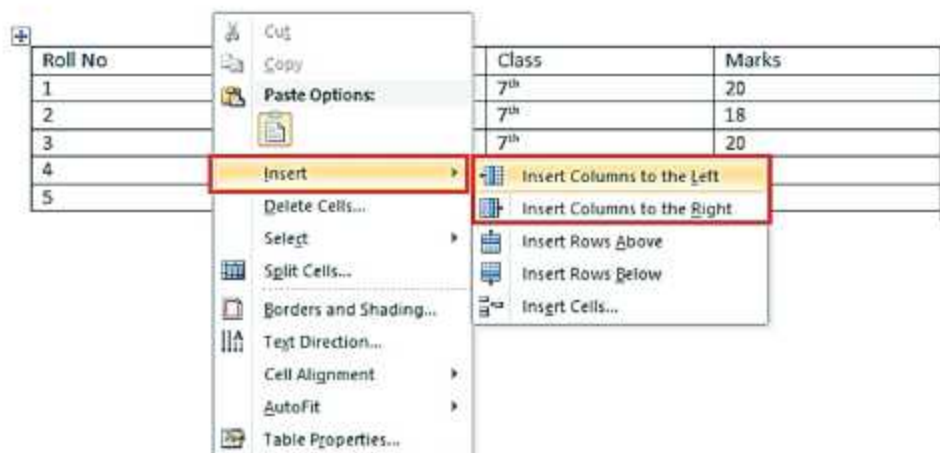 Roll No Class Marks
1 7th 20
2 7th 18
3 7th 20
4
5
Cut
Copy
Paste Options:
Insert
Delete Cells...
Select
Split Cells...
Borders and Shading...
Text Direction...
Cell Alignment
AutoFit
Table Properties...
Insert Columns to the Left
Insert Columns to the Right
Insert Rows Above
Insert Rows Below
Insert Cells...